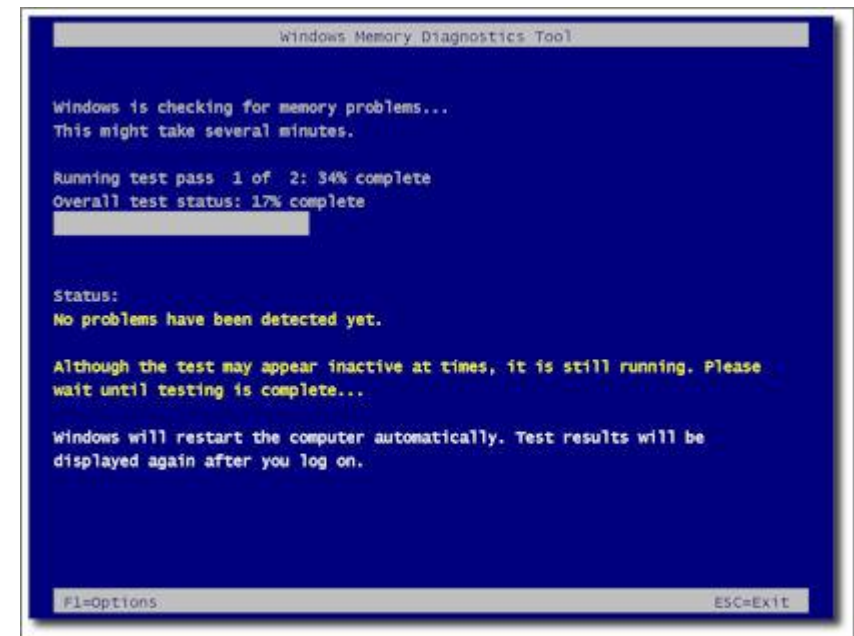 Windows Memory Diagnostics Tool
Windows is checking for memory problems...
This might take several minutes.
Running test pass 1 of 2: 34% complete
Overall test status: 17% complete
Status:
No problems have been detected yet.
Although the test may appear inactive at times, it is still running. Please
wait until testing is complete...
Windows will restart the computer automatically. Test results will be
displayed again after you log on.
F1=Options ESC=Exit